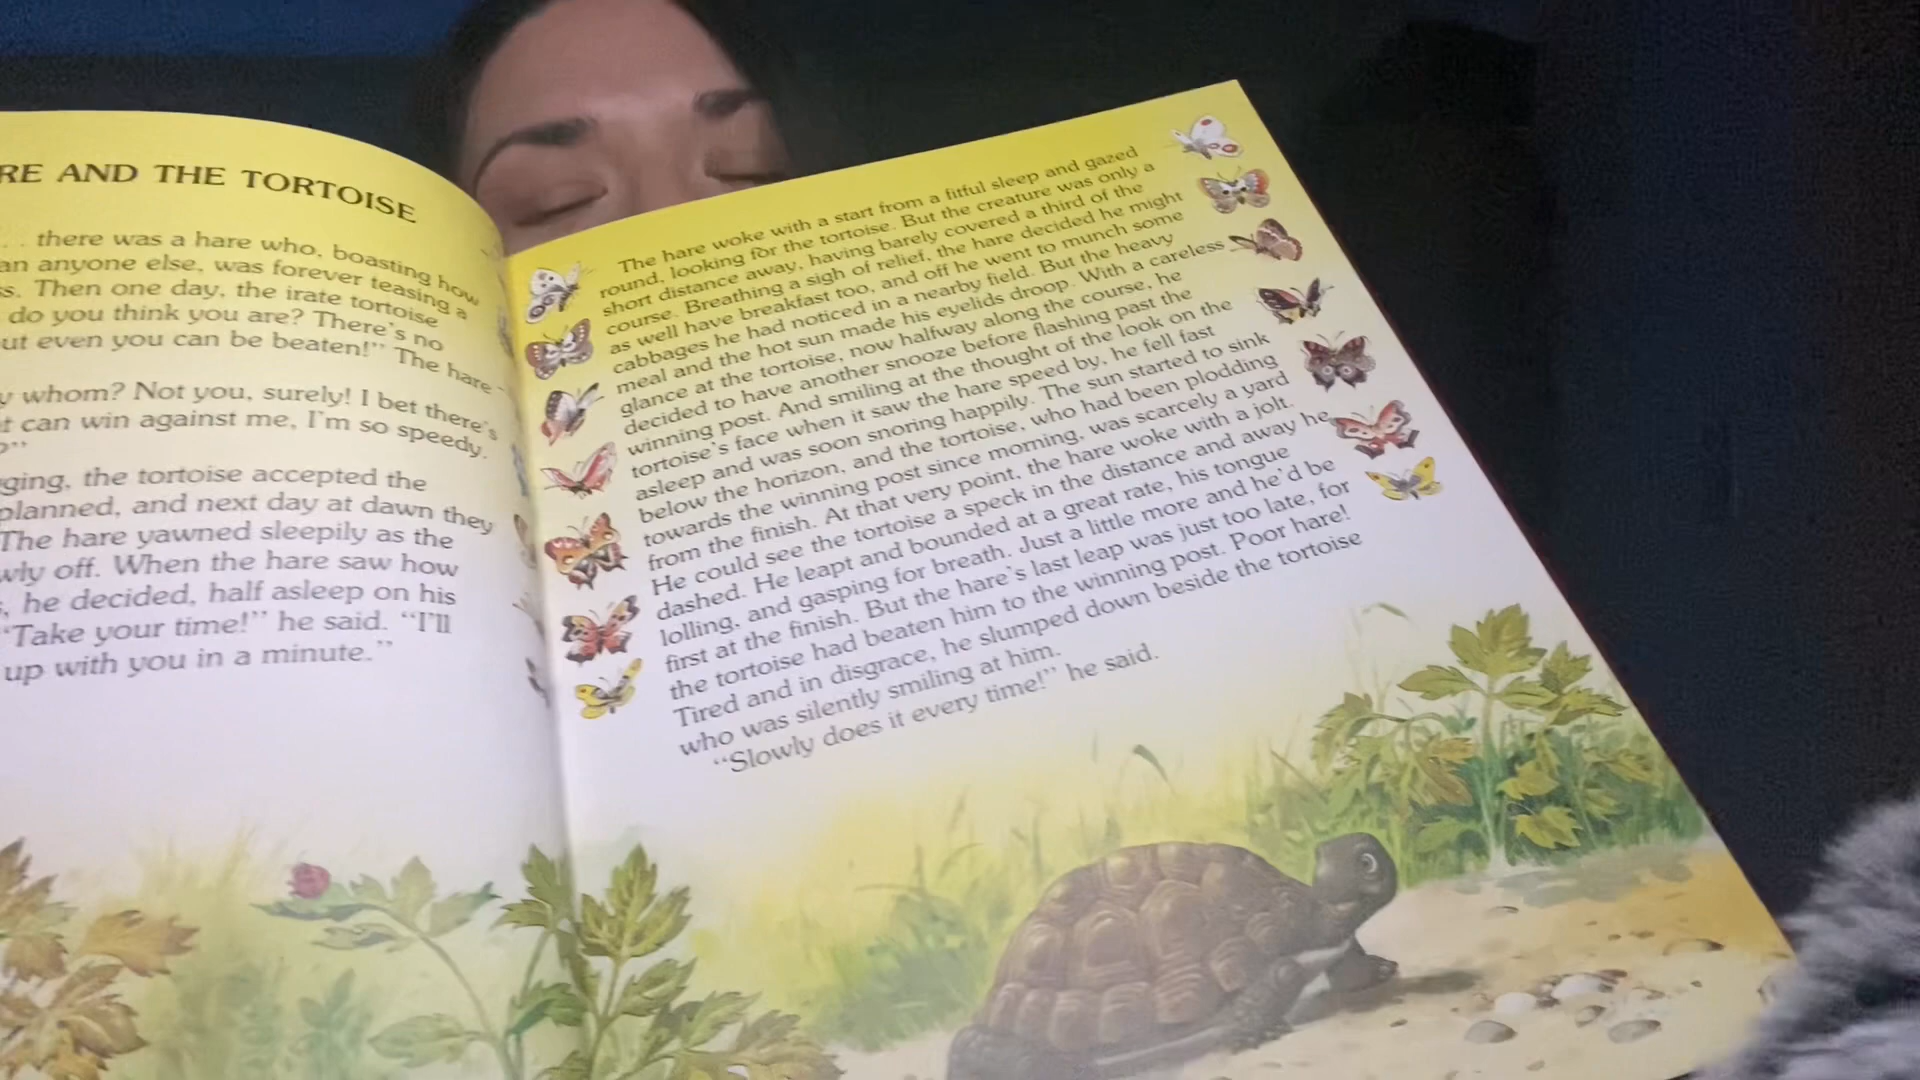 RE AND THE TORTOISE
. . there was a hare who, boasting how
an anyone else, was forever teasing a
s. Then one day, the irate tortoise
do you think you are? There's no
ut even you can be beaten!" The hare
y whom? Not you, surely! I bet there's
t can win against me, I'm so speedy.
?"
ging, the tortoise accepted the
planned, and next day at dawn they
The hare yawned sleepily as the
wly off. When the hare saw how
, he decided, half asleep on his
"Take your time!" he said. "I'll
up with you in a minute."
The hare woke with a start from a fitful sleep and gazed
round, looking for the tortoise. But the creature was only a
short distance away, having barely covered a third of the
course. Breathing a sigh of relief, the hare decided he might
as well have breakfast too, and off he went to munch some
cabbages he had noticed in a nearby field. But the heavy
meal and the hot sun made his eyelids droop. With a careless
glance at the tortoise, now halfway along the course, he
decided to have another snooze before flashing past the
winning post. And smiling at the thought of the look on the
tortoise's face when it saw the hare speed by, he fell fast
asleep and was soon snoring happily. The sun started to sink
below the horizon, and the tortoise, who had been plodding
towards the winning post since morning, was scarcely a yard
from the finish. At that very point, the hare woke with a jolt.
He could see the tortoise a speck in the distance and away he
dashed. He leapt and bounded at a great rate, his tongue
lolling, and gasping for breath. Just a little more and he'd be
first at the finish. But the hare's last leap was just too late, for
the tortoise had beaten him to the winning post. Poor hare!
Tired and in disgrace, he slumped down beside the tortoise
who was silently smiling at him.
"Slowly does it every time!" he said.